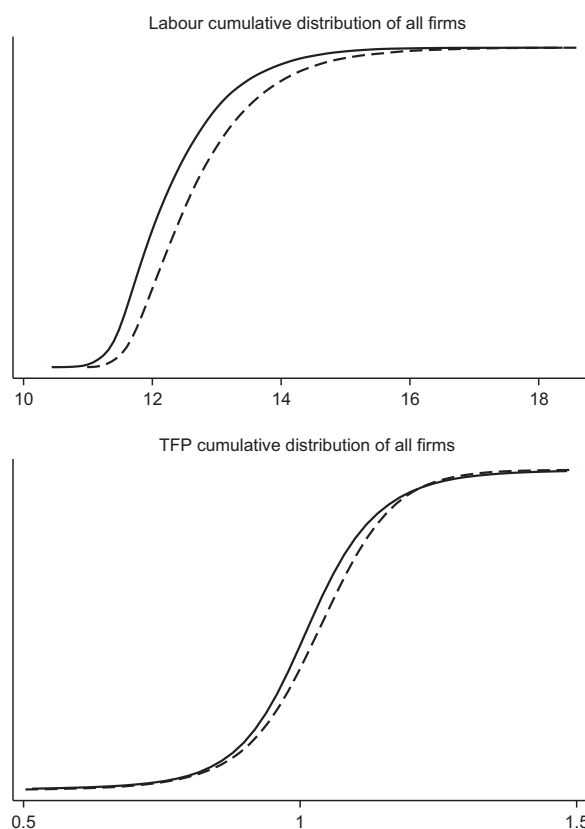 Labour cumulative distribution of all firms
10 12 14 16 18
TFP cumulative distribution of all firms
0.5 1 1.5